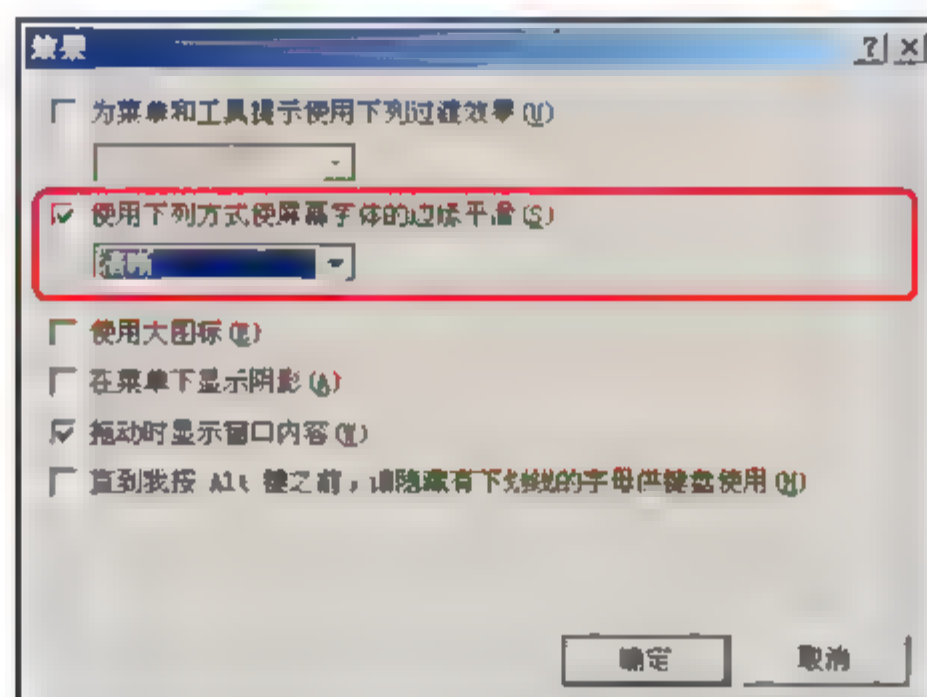 效果
为菜单和工具提示使用下列过渡效果(U)
使用下列方式使屏幕字体的边缘平滑(S)
清晰
使用大图标(E)
在菜单下显示阴影(A)
拖动时显示窗口内容(W)
直到我按 Alt 键之前，请隐藏有下划线的字母供键盘使用(H)
确定
取消